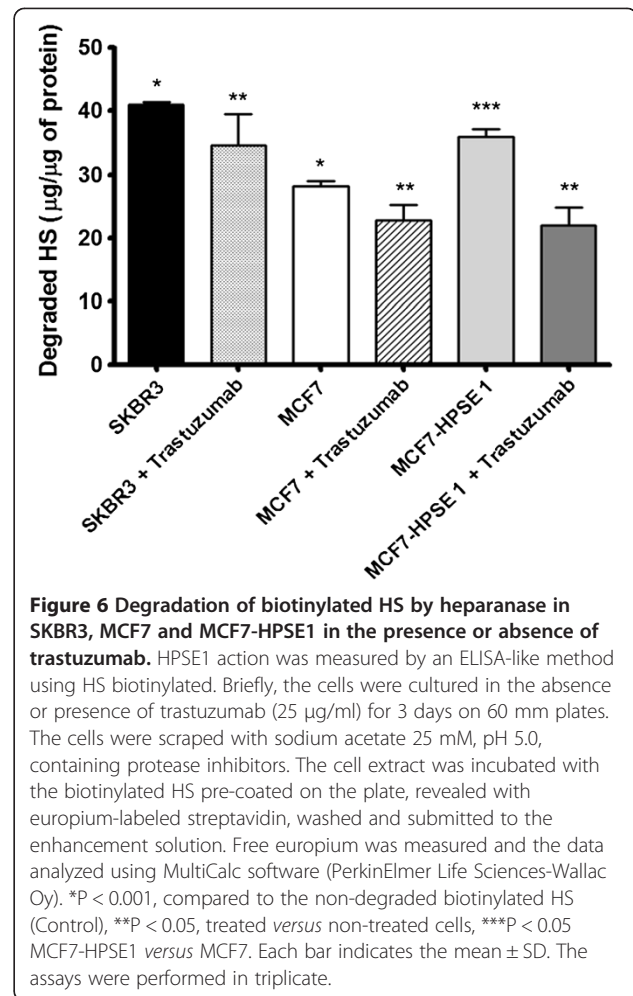 50
40
30
20
10
0
Degraded HS (µg/µg of protein)
*
**
*
**
***
**
SKBR3
SKBR3 + Trastuzumab
MCF7
MCF7 + Trastuzumab
MCF7-HPSE 1
MCF7-HPSE 1 + Trastuzumab
Figure 6 Degradation of biotinylated HS by heparanase in
SKBR3, MCF7 and MCF7-HPSE1 in the presence or absence of
trastuzumab. HPSE1 action was measured by an ELISA-like method
using HS biotinylated. Briefly, the cells were cultured in the absence
or presence of trastuzumab (25 µg/ml) for 3 days on 60 mm plates.
The cells were scraped with sodium acetate 25 mM, pH 5.0,
containing protease inhibitors. The cell extract was incubated with
the biotinylated HS pre-coated on the plate, revealed with
europium-labeled streptavidin, washed and submitted to the
enhancement solution. Free europium was measured and the data
analyzed using MultiCalc software (PerkinElmer Life Sciences-Wallac
Oy). *P < 0.001, compared to the non-degraded biotinylated HS
(Control), **P < 0.05, treated versus non-treated cells, ***P < 0.05
MCF7-HPSE1 versus MCF7. Each bar indicates the mean ± SD. The
assays were performed in triplicate.